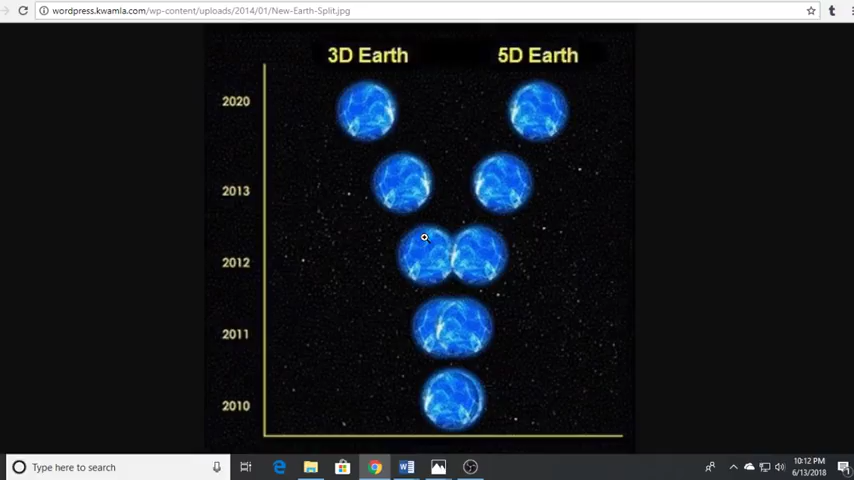 wordpress.kwamla.com/wp-content/uploads/2014/01/New-Earth-Split.jpg
3D Earth 5D Earth
2020
2013
2012
2011
2010
Type here to search
10:12 PM
6/13/2018